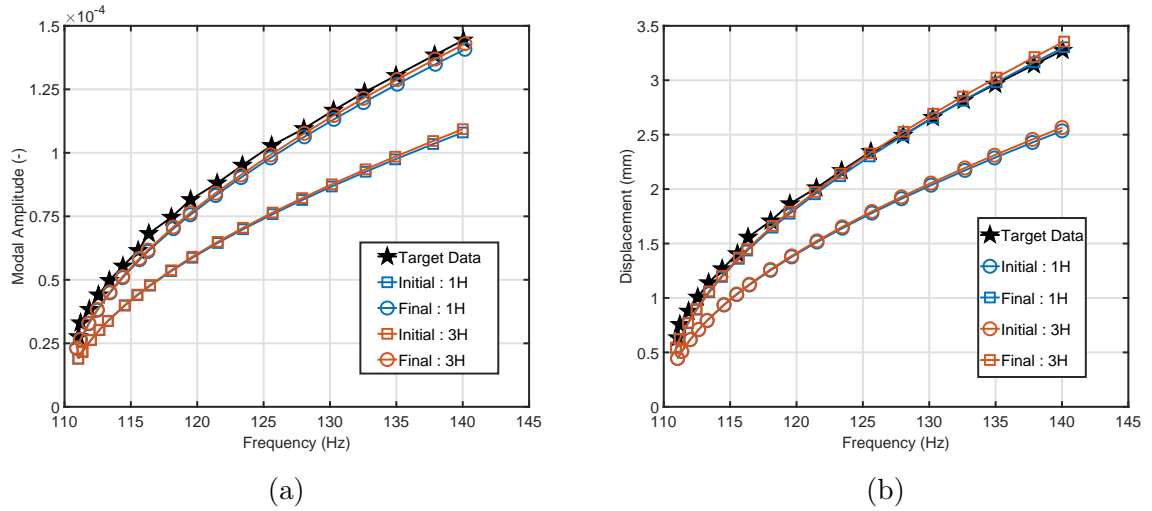 ×10⁻⁴
1.5
1.25
1
0.75
0.5
0.25
0
Modal Amplitude (-)
Target Data
Initial : 1H
Final : 1H
Initial : 3H
Final : 3H
110 115 120 125 130 135 140 145
Frequency (Hz)
(a)
3.5
3
2.5
2
1.5
1
0.5
0
Displacement (mm)
Target Data
Initial : 1H
Final : 1H
Initial : 3H
Final : 3H
110 115 120 125 130 135 140 145
Frequency (Hz)
(b)